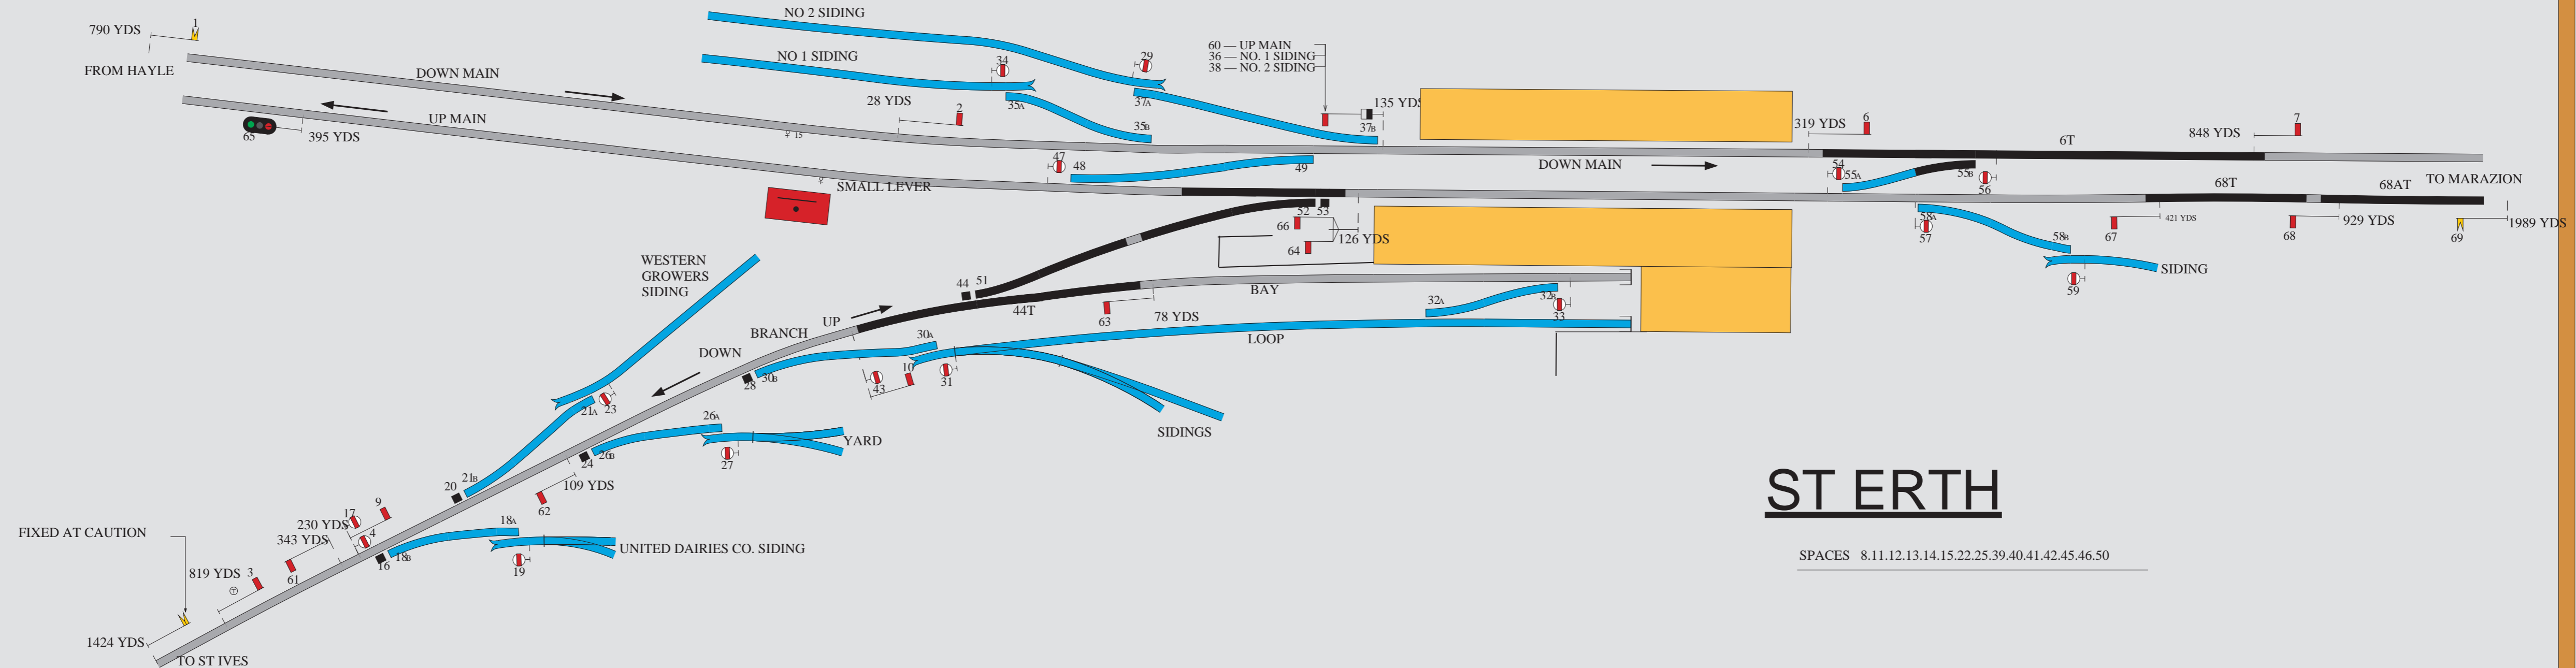 NO 2 SIDING
1
790 YDS
FROM HAYLE
DOWN MAIN
NO 1 SIDING
34
29
60 — UP MAIN
36 — NO. 1 SIDING
38 — NO. 2 SIDING
28 YDS
2
35A
37A
135 YDS
37B
35B
UP MAIN
65
395 YDS
15
319 YDS
6
848 YDS
7
6T
DOWN MAIN
47
48
49
54
55A
55B
56
SMALL LEVER
68T
68AT
TO MARAZION
52 53
66
64
126 YDS
58A
57
58B
67
421 YDS
68
929 YDS
69
1989 YDS
SIDING
59
WESTERN
GROWERS
SIDING
44 51
44T
63
78 YDS
BAY
32A
32B
33
UP
BRANCH
DOWN
30A
LOOP
28
30B
43
10
31
SIDINGS
21A
23
26A
YARD
24
26B
27
20
21B
109 YDS
62
9
17
230 YDS
4
343 YDS
18A
16
18B
19
UNITED DAIRIES CO. SIDING
FIXED AT CAUTION
819 YDS
3
61
T
1424 YDS
TO ST IVES
ST ERTH
SPACES 8.11.12.13.14.15.22.25.39.40.41.42.45.46.50